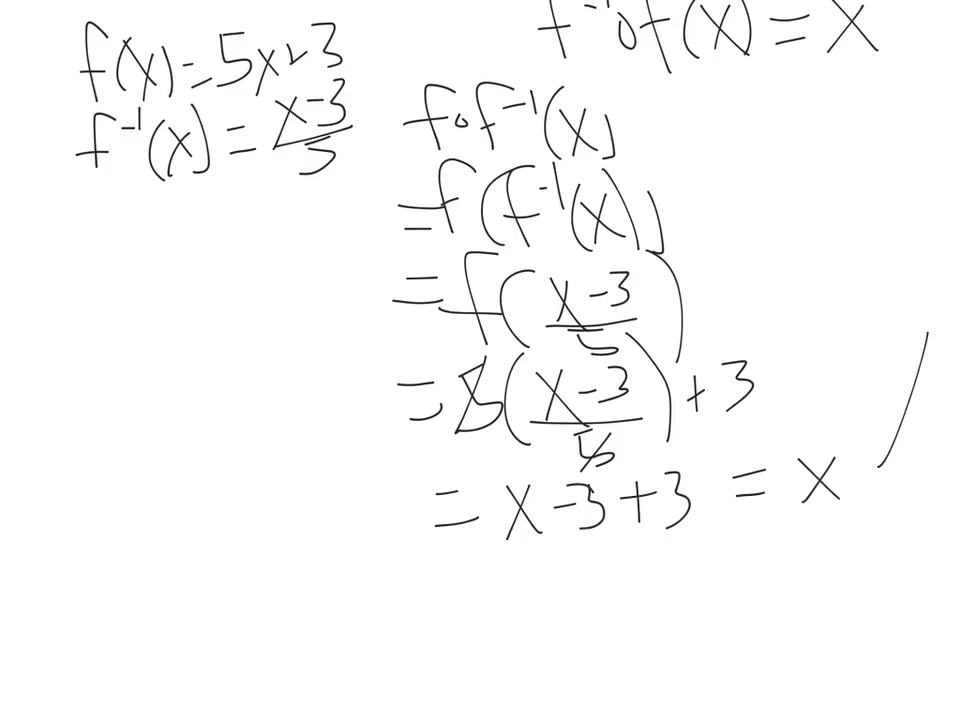 f(x) = 5x+3
f⁻¹(x) = (x-3)/5
f⁻¹∘f(x) = x
f∘f⁻¹(x)
= f(f⁻¹(x))
= f((x-3)/5)
= 5((x-3)/5) + 3
= x-3+3 = x